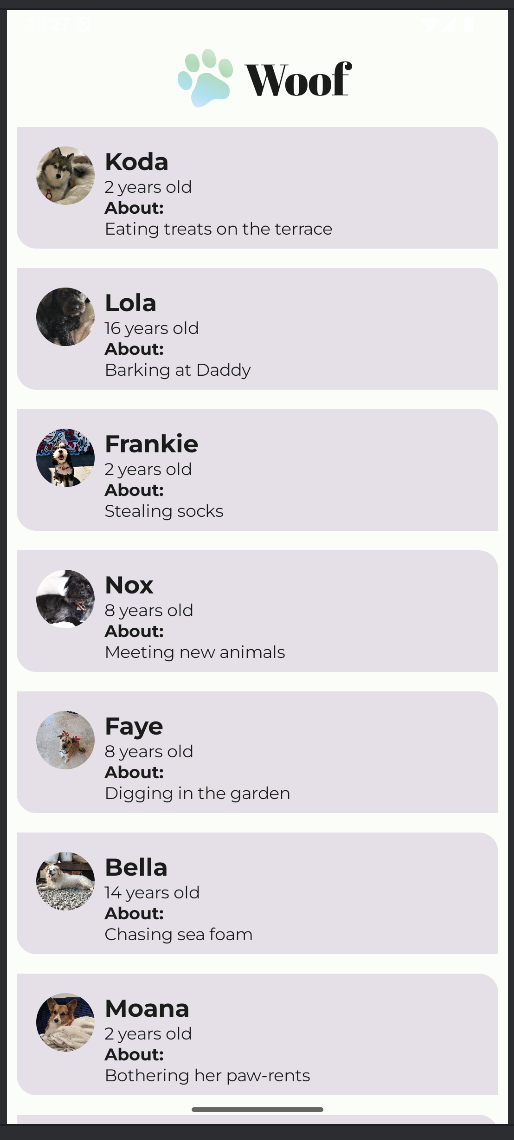 Woof
Koda
2 years old
About:
Eating treats on the terrace
Lola
16 years old
About:
Barking at Daddy
Frankie
2 years old
About:
Stealing socks
Nox
8 years old
About:
Meeting new animals
Faye
8 years old
About:
Digging in the garden
Bella
14 years old
About:
Chasing sea foam
Moana
2 years old
About:
Bothering her paw-rents